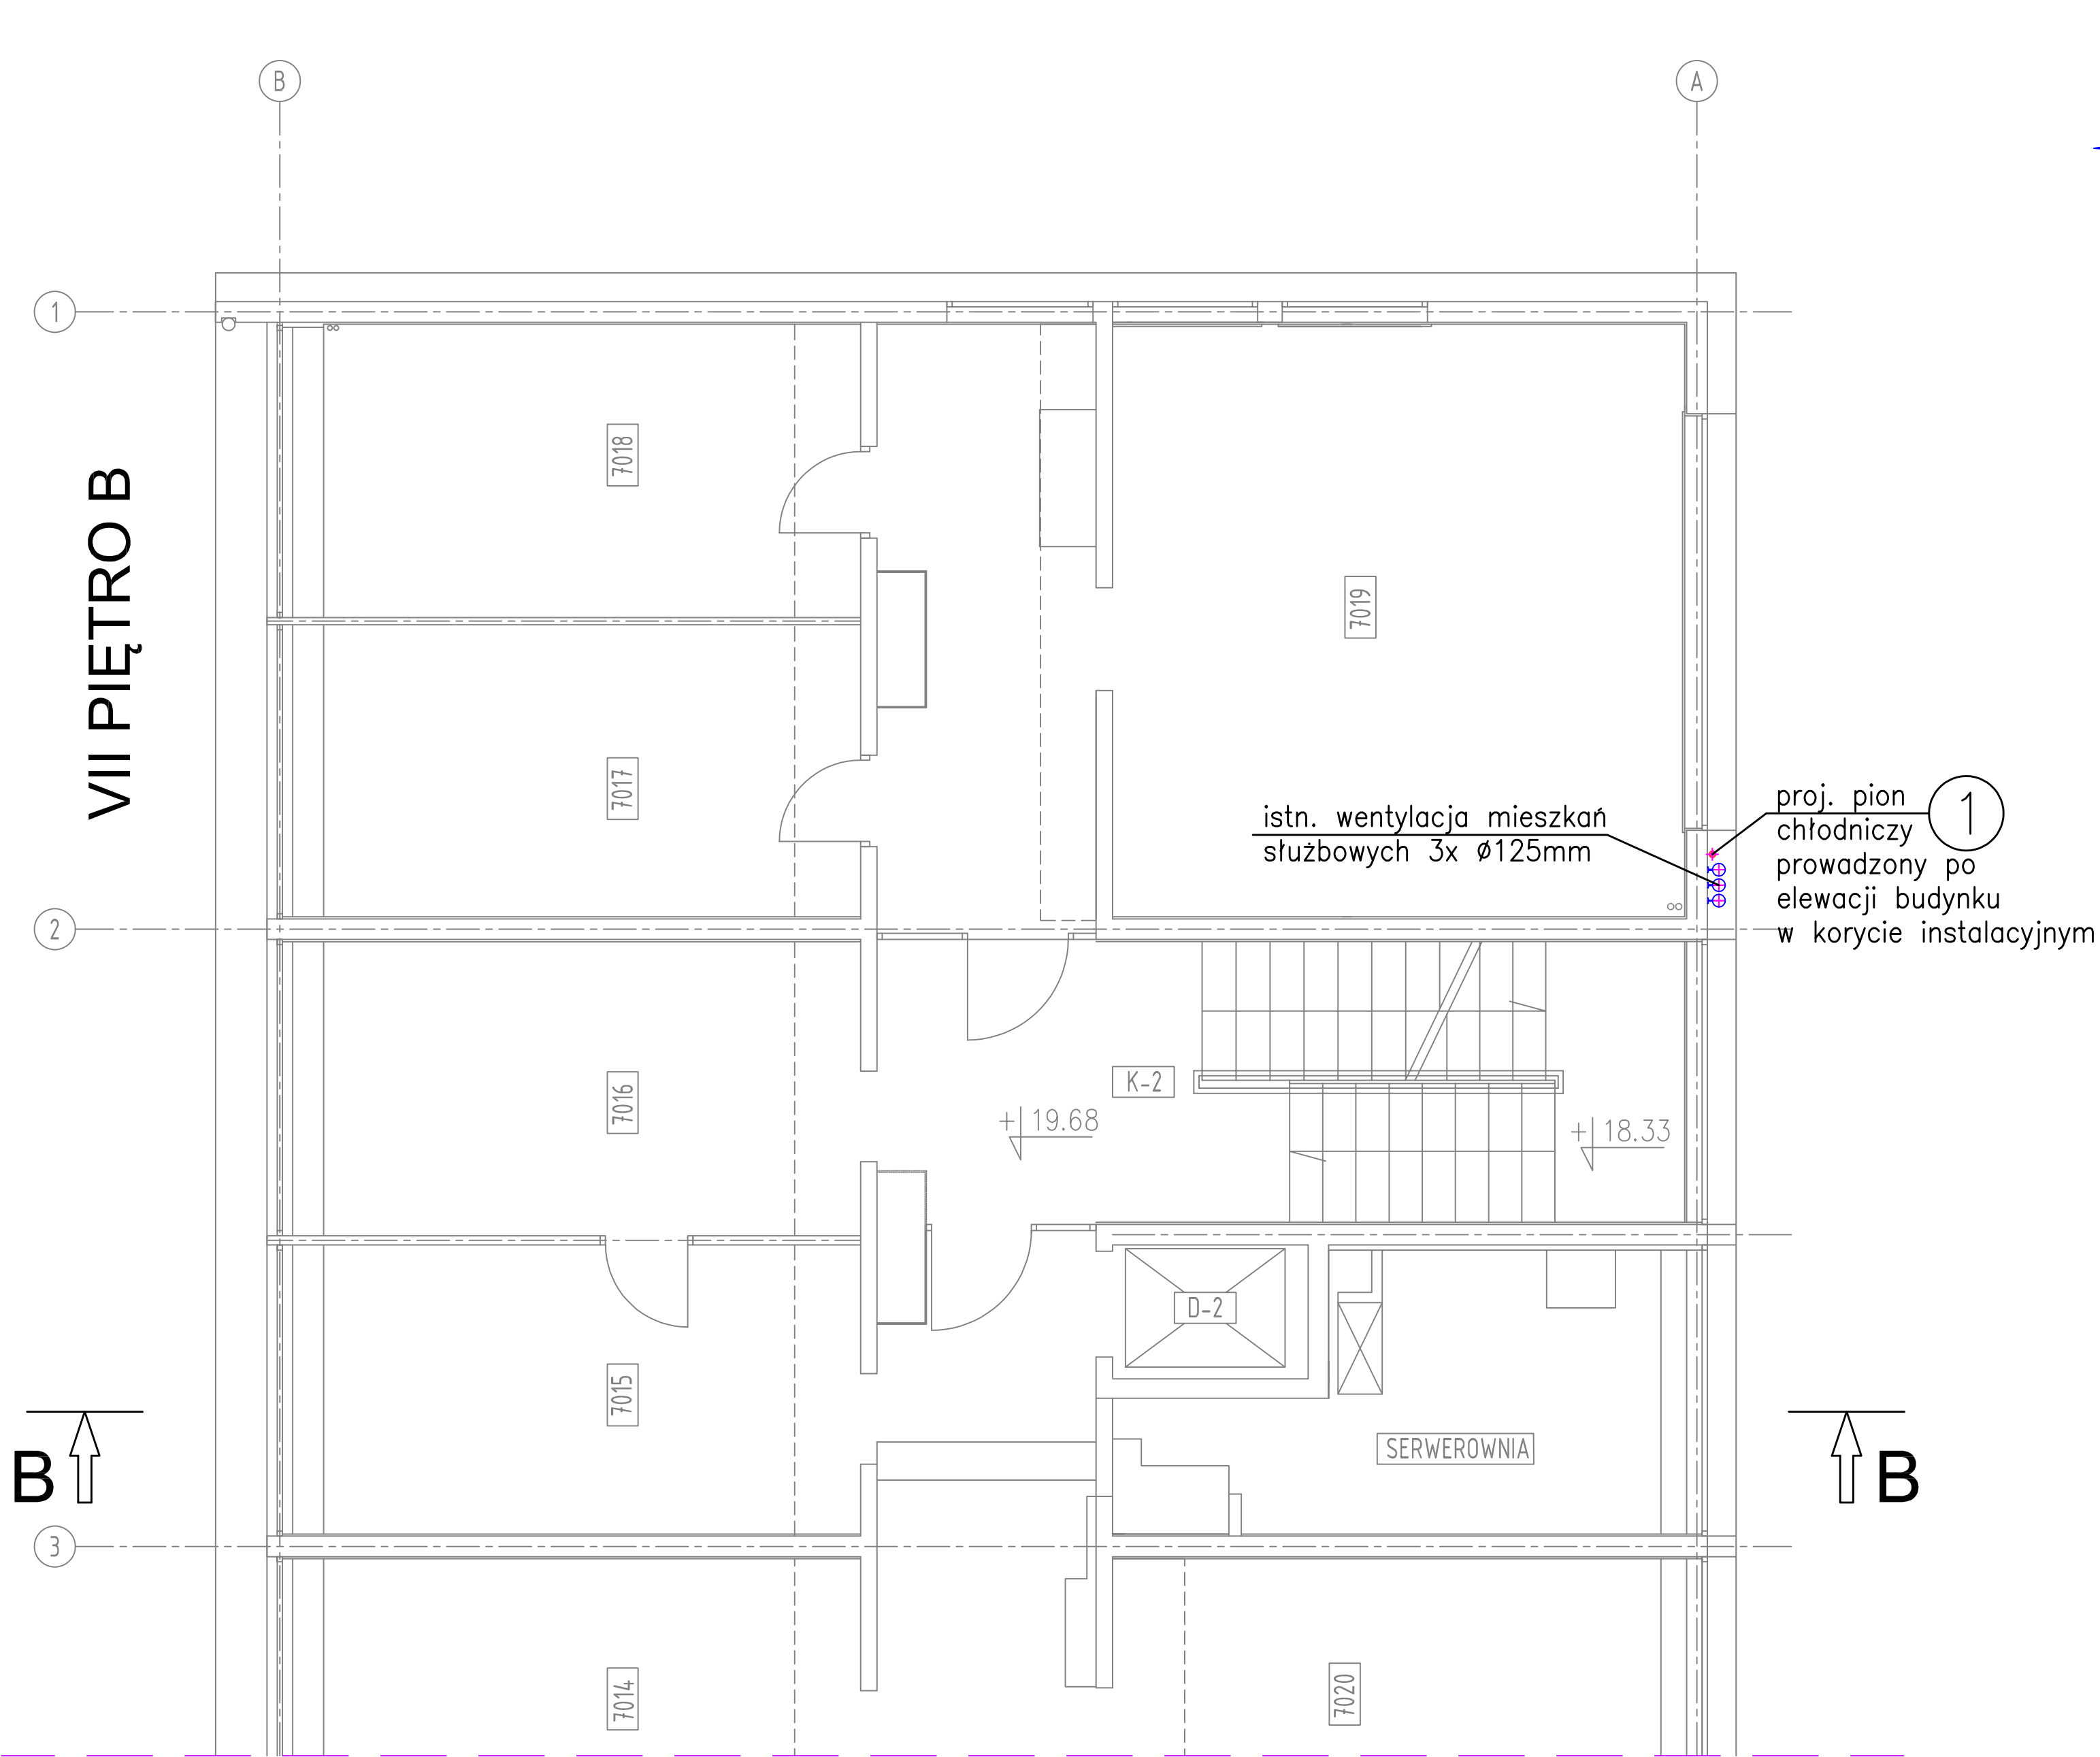 B
A
1
VII PIĘTRO B
7018
7019
7017
proj. pion
chłodniczy
prowadzony po
elewacji budynku
w korycie instalacyjnym
1
istn. wentylacja mieszkań
służbowych 3x ϕ125mm
2
K-2
7016
+19.68
+18.33
D-2
7015
SERWEROWNIA
B
B
3
7014
7020